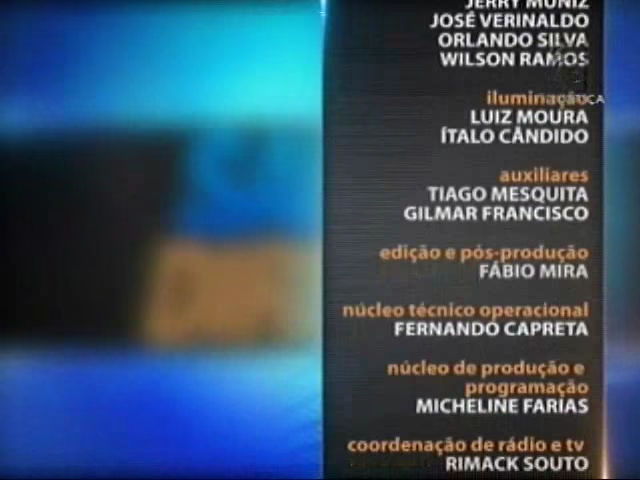 JERRY MUNIZ
JOSÉ VERINALDO
ORLANDO SILVA
WILSON RAMOS
iluminação
LUIZ MOURA
ÍTALO CÂNDIDO
auxiliares
TIAGO MESQUITA
GILMAR FRANCISCO
edição e pós-produção
FÁBIO MIRA
núcleo técnico operacional
FERNANDO CAPRETA
núcleo de produção e
programação
MICHELINE FARIAS
coordenação de rádio e tv
RIMACK SOUTO